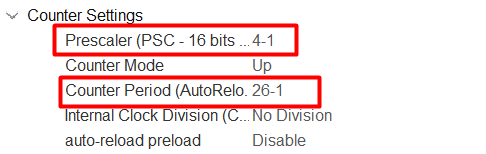 Counter Settings
Prescaler (PSC - 16 bits ... 4-1
Counter Mode Up
Counter Period (AutoRelo. 26-1
Internal Clock Division (C... No Division
auto-reload preload Disable